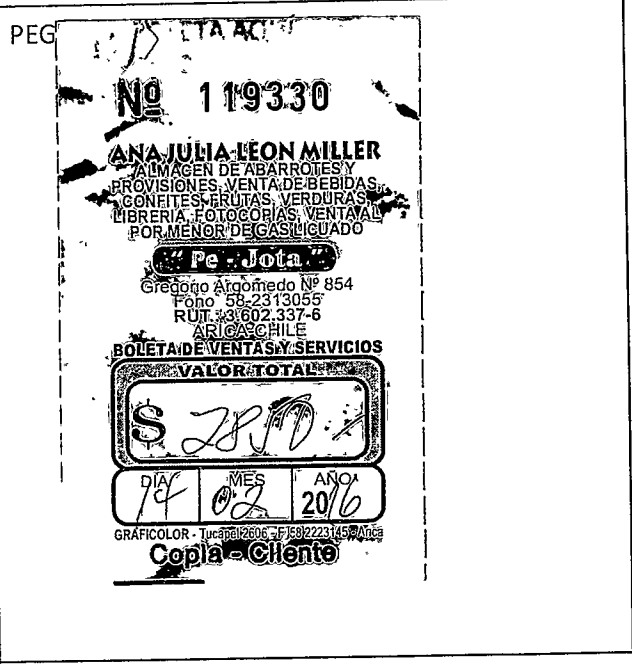 PEG
TA AC
Nº 119330
ANA JULIA LEON MILLER
ALMACEN DE ABARROTES Y
PROVISIONES, VENTA DE BEBIDAS,
CONFITES, FRUTAS, VERDURAS,
LIBRERIA, FOTOCOPIAS, VENTA AL
POR MENOR DE GAS LICUADO
"Pe - Jota"
Gregorio Argomedo Nº 854
Fono 58-2313055
RUT. 3.602.337-6
ARICA-CHILE
BOLETA DE VENTAS Y SERVICIOS
VALOR TOTAL
$ 2850
DIA MES AÑO
14 02 2016
GRAFICOLOR - Tucapel 2606 - F) 58 2223145 - Arica
Copia - Cliente